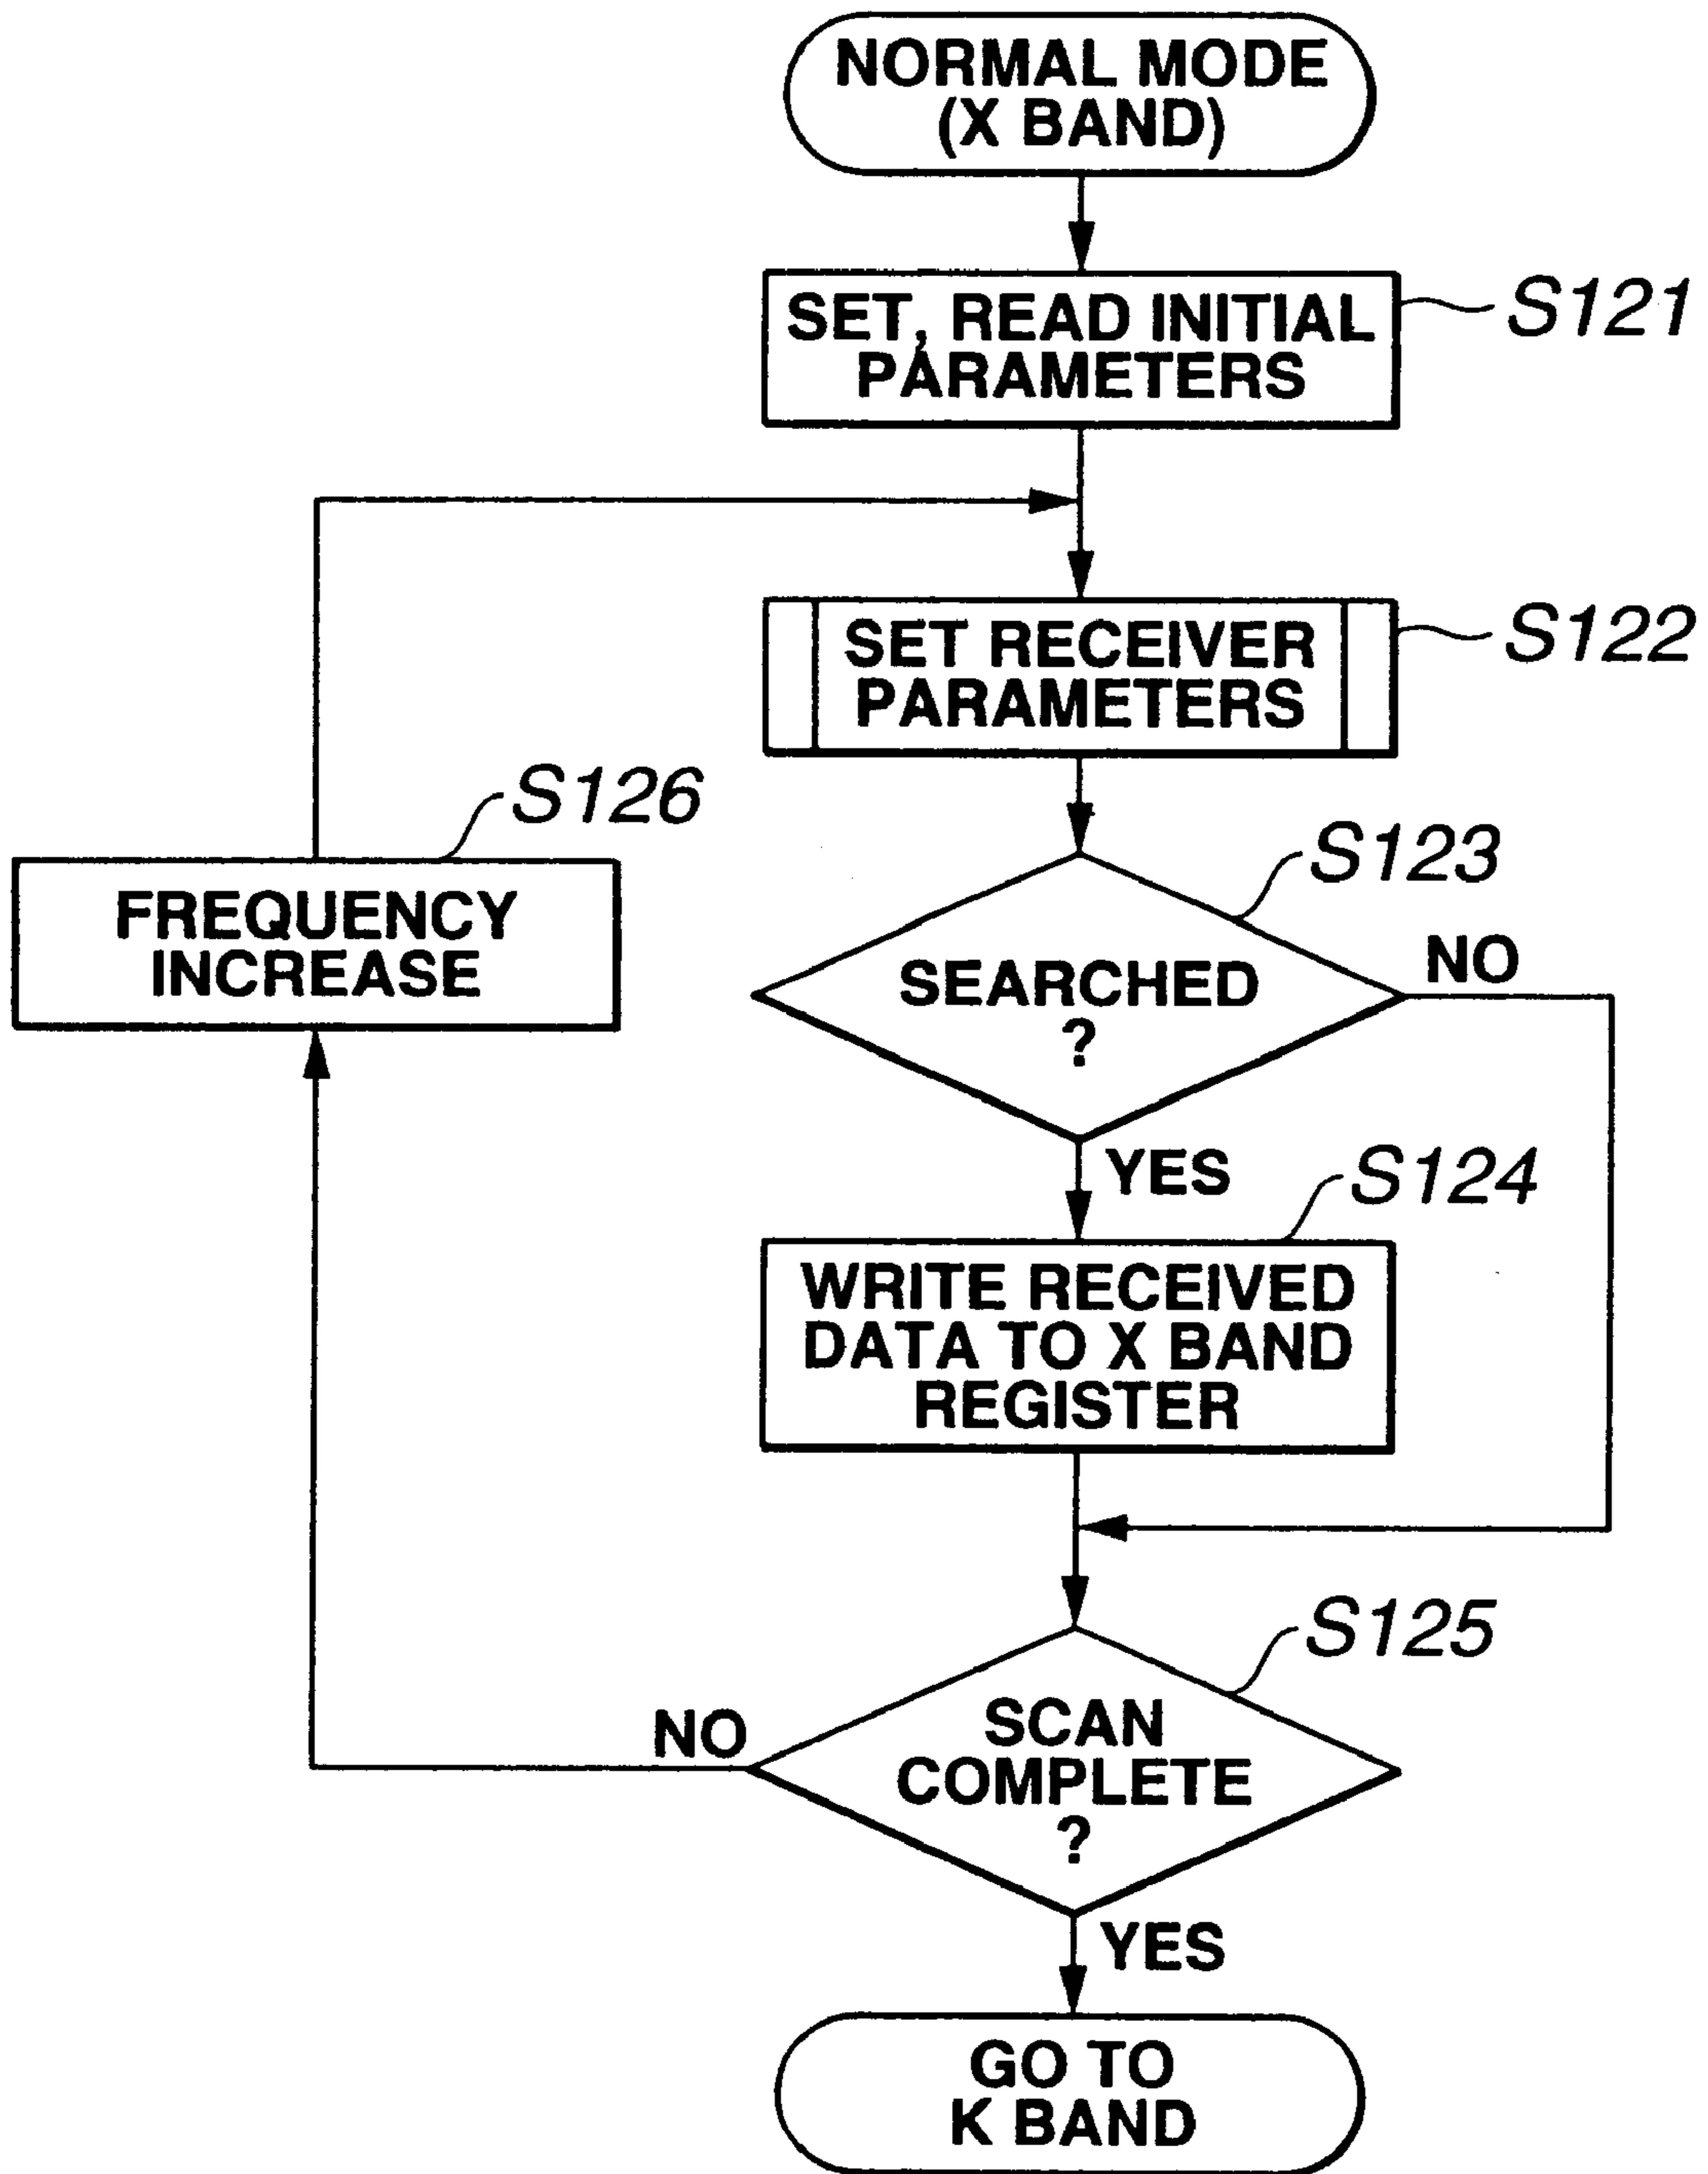 NORMAL MODE
(X BAND)
SET, READ INITIAL
PARAMETERS
S121
SET RECEIVER
PARAMETERS
S122
S126
FREQUENCY
INCREASE
S123
SEARCHED
?
NO
YES
S124
WRITE RECEIVED
DATA TO X BAND
REGISTER
S125
SCAN
COMPLETE
?
NO
YES
GO TO
K BAND